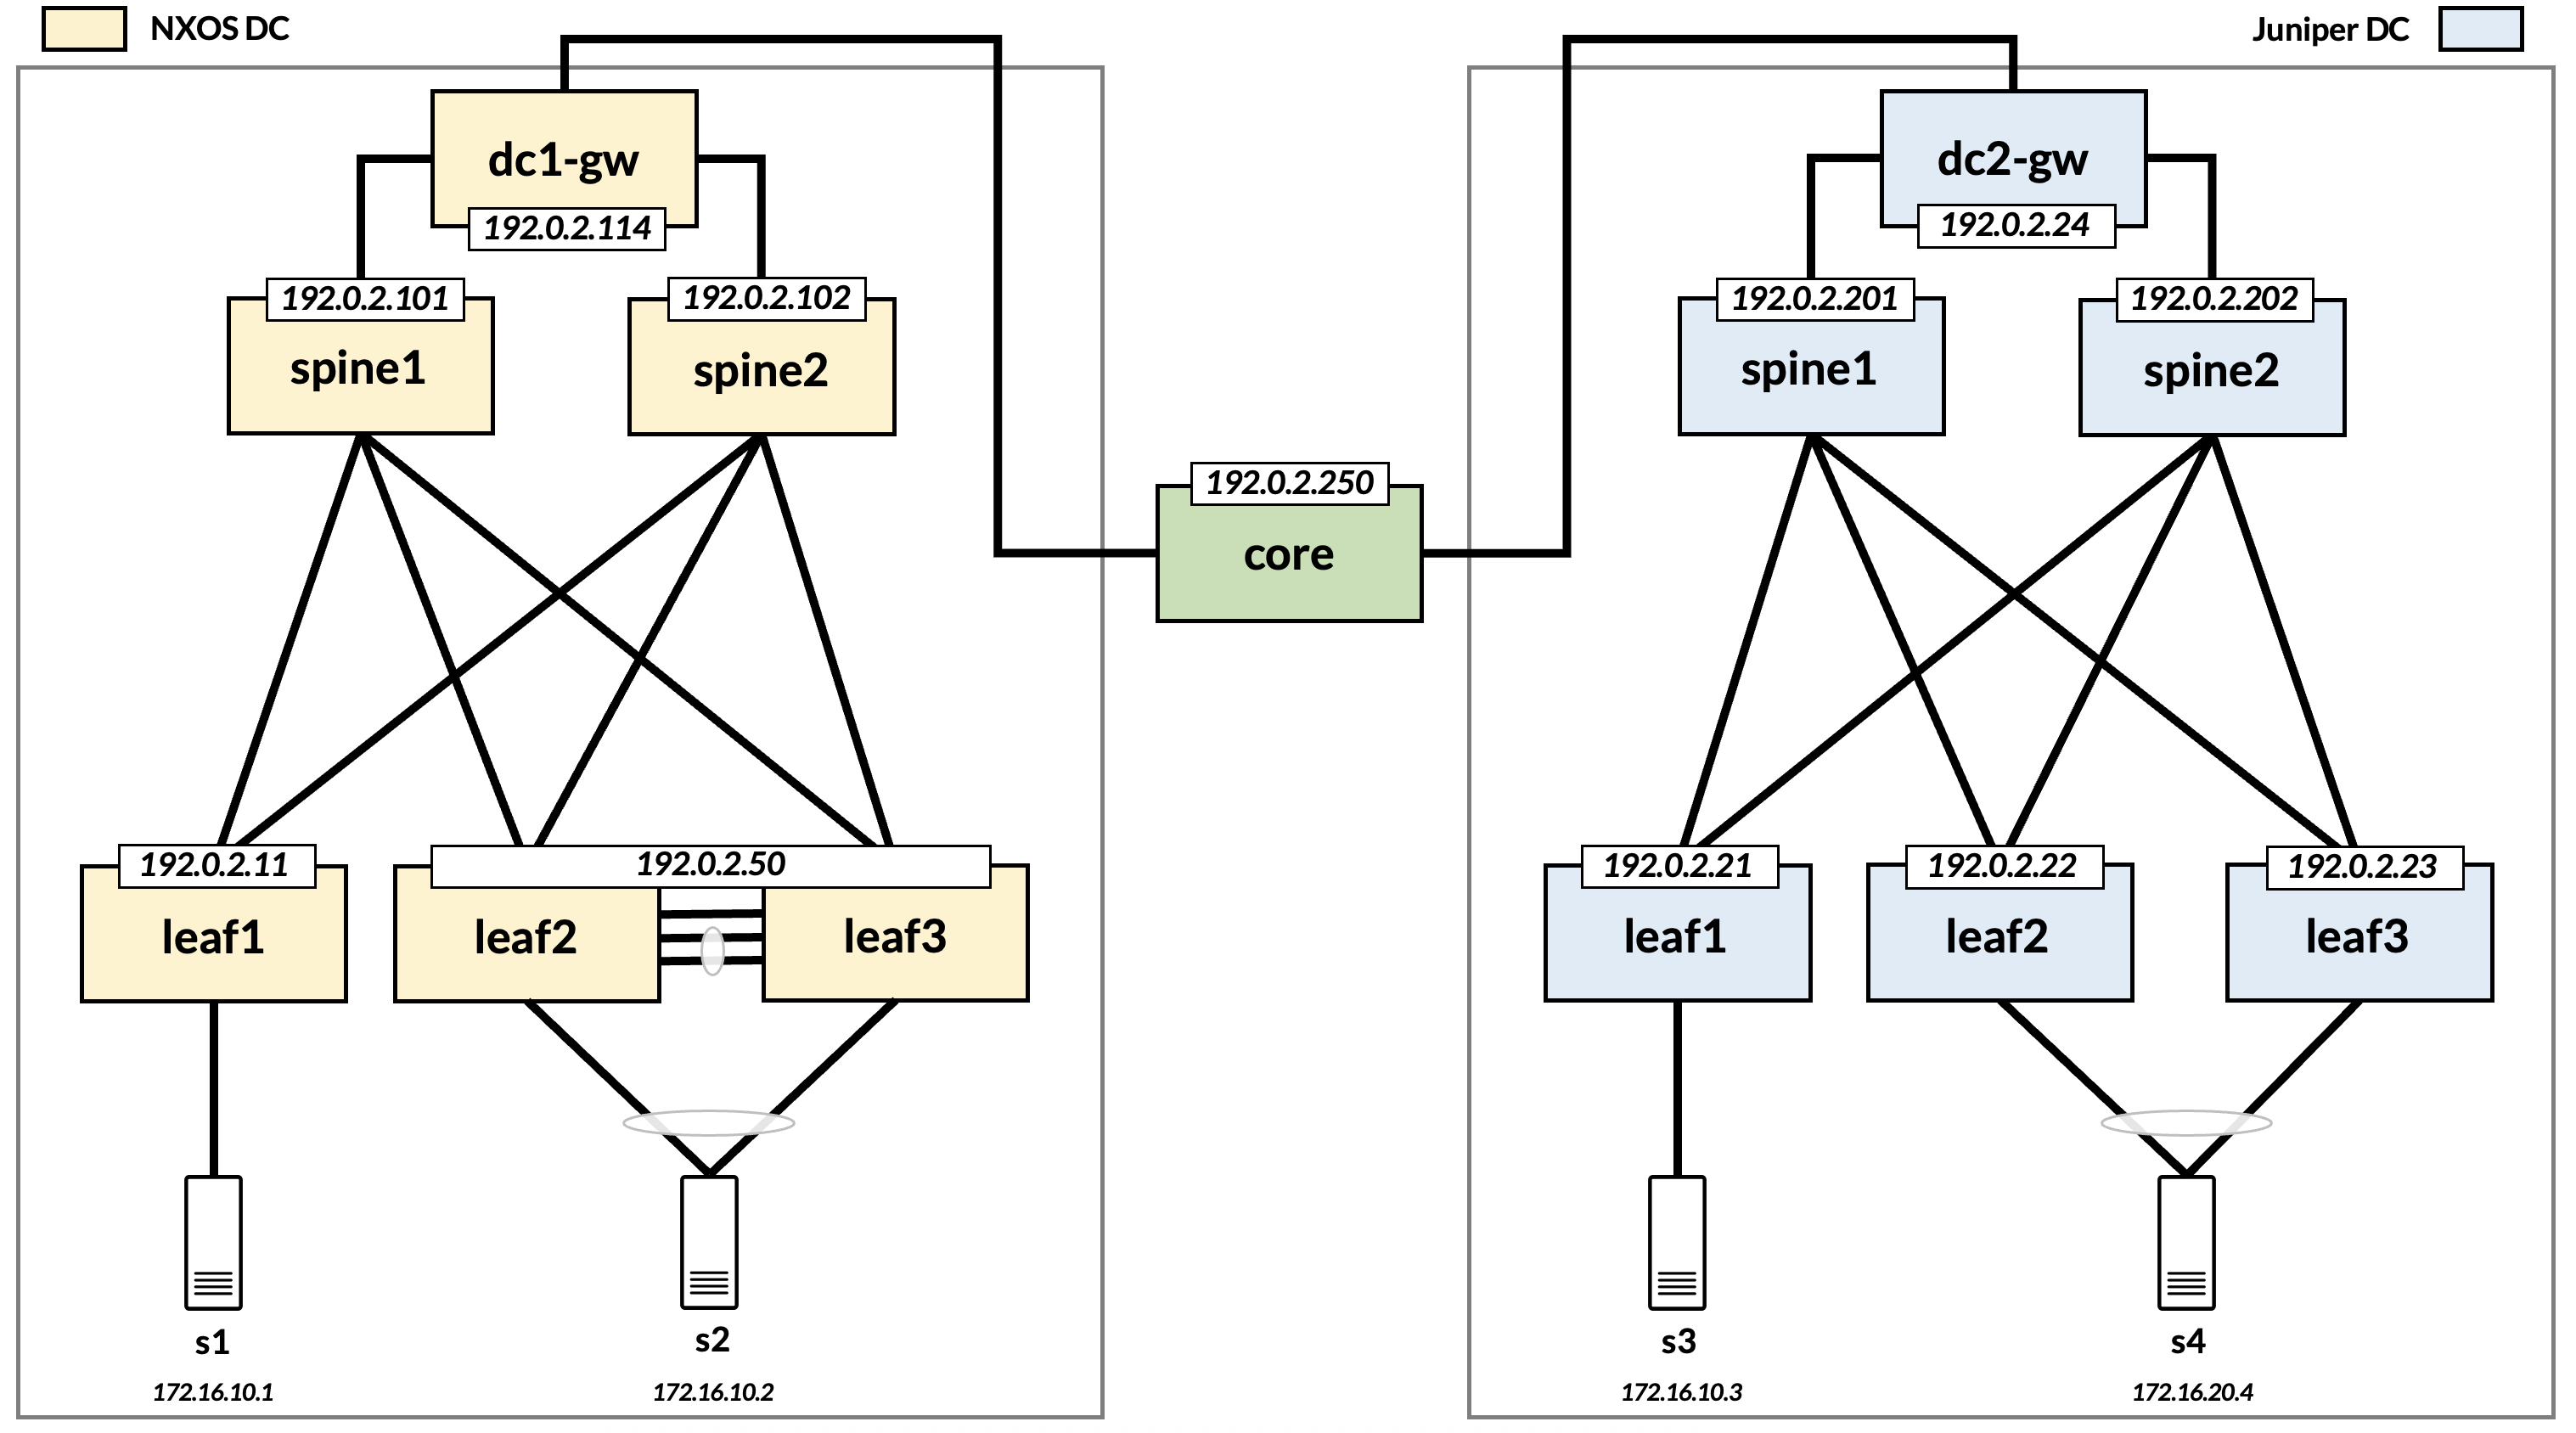 NXOS DC
Juniper DC
dc1-gw
192.0.2.114
dc2-gw
192.0.2.24
192.0.2.101
spine1
192.0.2.102
spine2
192.0.2.201
spine1
192.0.2.202
spine2
192.0.2.250
core
192.0.2.11
leaf1
192.0.2.50
leaf2
leaf3
192.0.2.21
leaf1
192.0.2.22
leaf2
192.0.2.23
leaf3
s1
172.16.10.1
s2
172.16.10.2
s3
172.16.10.3
s4
172.16.20.4